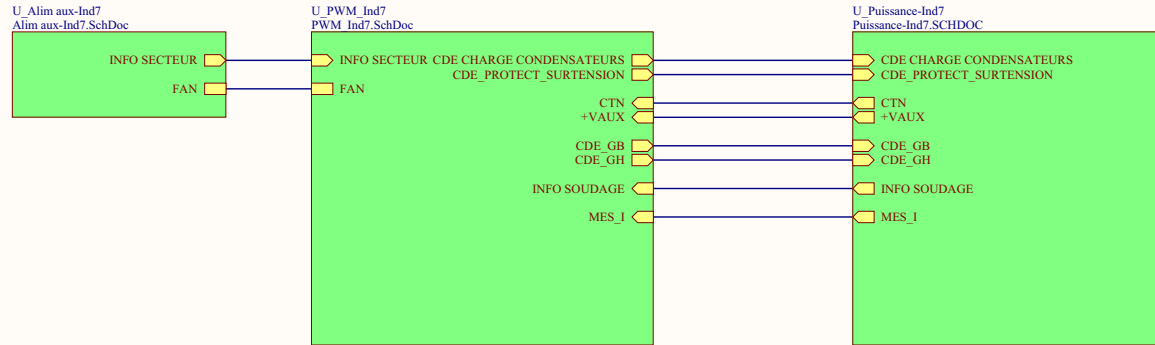 U_Alim aux-Ind7
Alim aux-Ind7.SchDoc
INFO SECTEUR
FAN
U_PWM_Ind7
PWM_Ind7.SchDoc
INFO SECTEUR CDE CHARGE CONDENSATEURS
CDE_PROTECT_SURTENSION
FAN
CTN
+VAUX
CDE_GB
CDE_GH
INFO SOUDAGE
MES_I
U_Puissance-Ind7
Puissance-Ind7.SCHDOC
CDE CHARGE CONDENSATEURS
CDE_PROTECT_SURTENSION
CTN
+VAUX
CDE_GB
CDE_GH
INFO SOUDAGE
MES_I